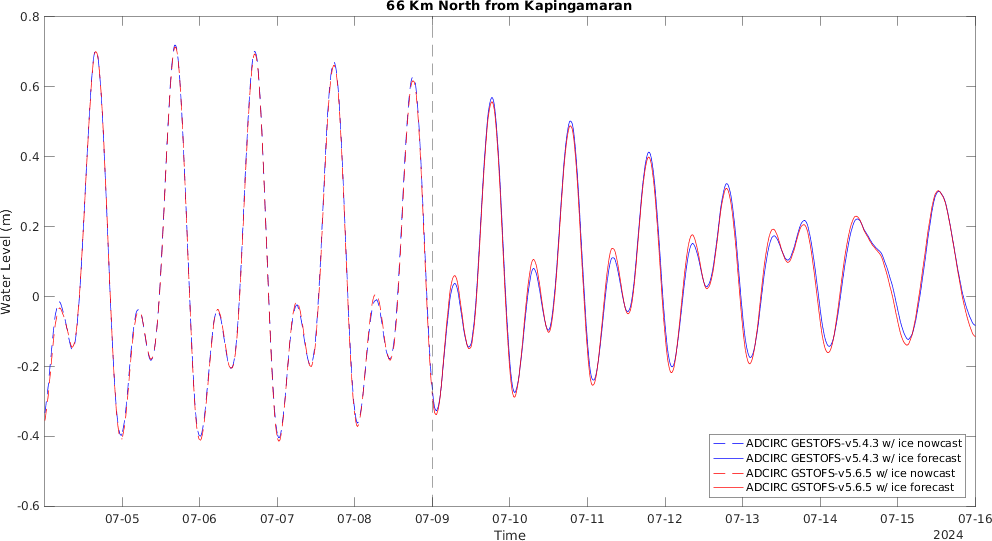 66 Km North from Kapingamaran
0.8
0.6
0.4
0.2
0
-0.2
-0.4
-0.6
Water Level (m)
ADCIRC GESTOFS-v5.4.3 w/ ice nowcast
ADCIRC GESTOFS-v5.4.3 w/ ice forecast
ADCIRC GSTOFS-v5.6.5 w/ ice nowcast
ADCIRC GSTOFS-v5.6.5 w/ ice forecast
07-05 07-06 07-07 07-08 07-09 07-10 07-11 07-12 07-13 07-14 07-15 07-16
Time
2024